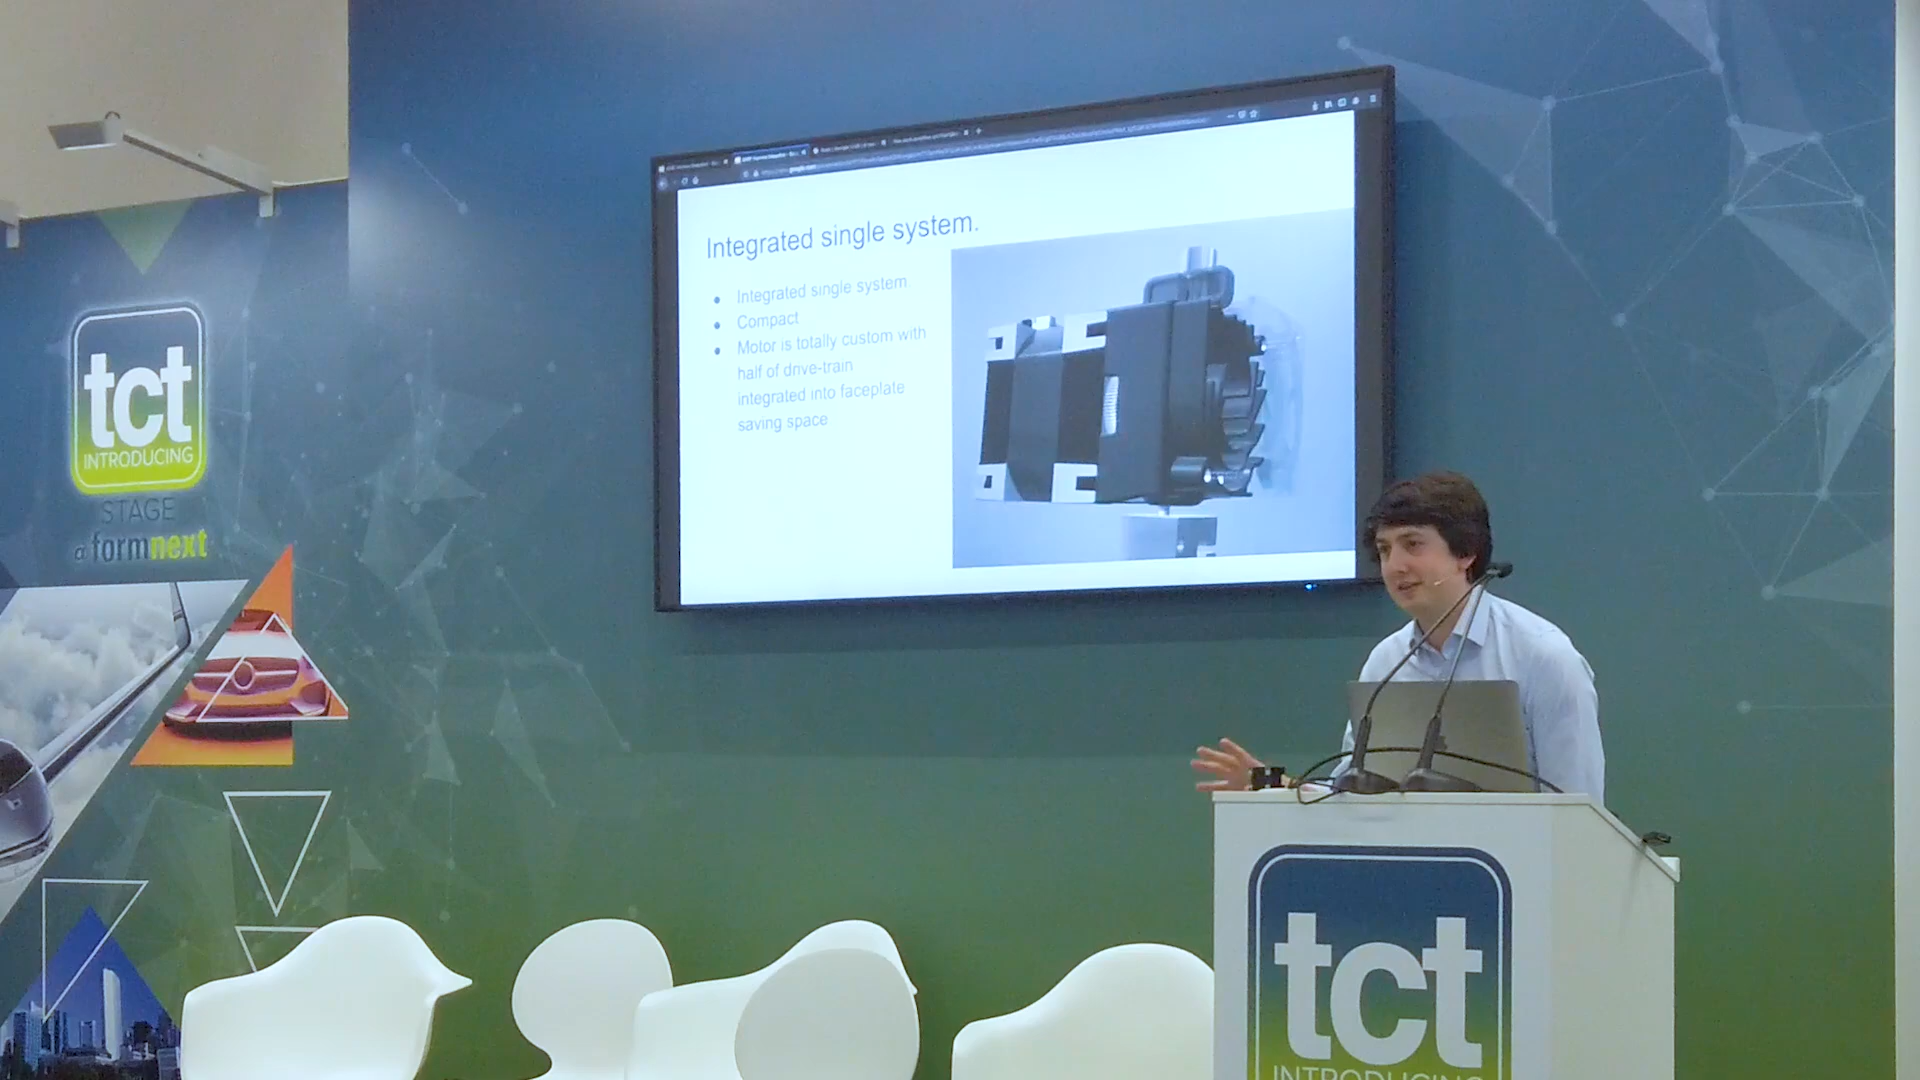 Integrated single system.
• Integrated single system
• Compact
• Motor is totally custom with
half of drive-train
integrated into faceplate
saving space
tct
INTRODUCING
STAGE
@ formnext
tct
INTRODUCING